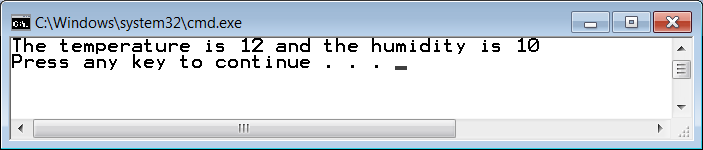 C:\Windows\system32\cmd.exe
The temperature is 12 and the humidity is 10
Press any key to continue . . .